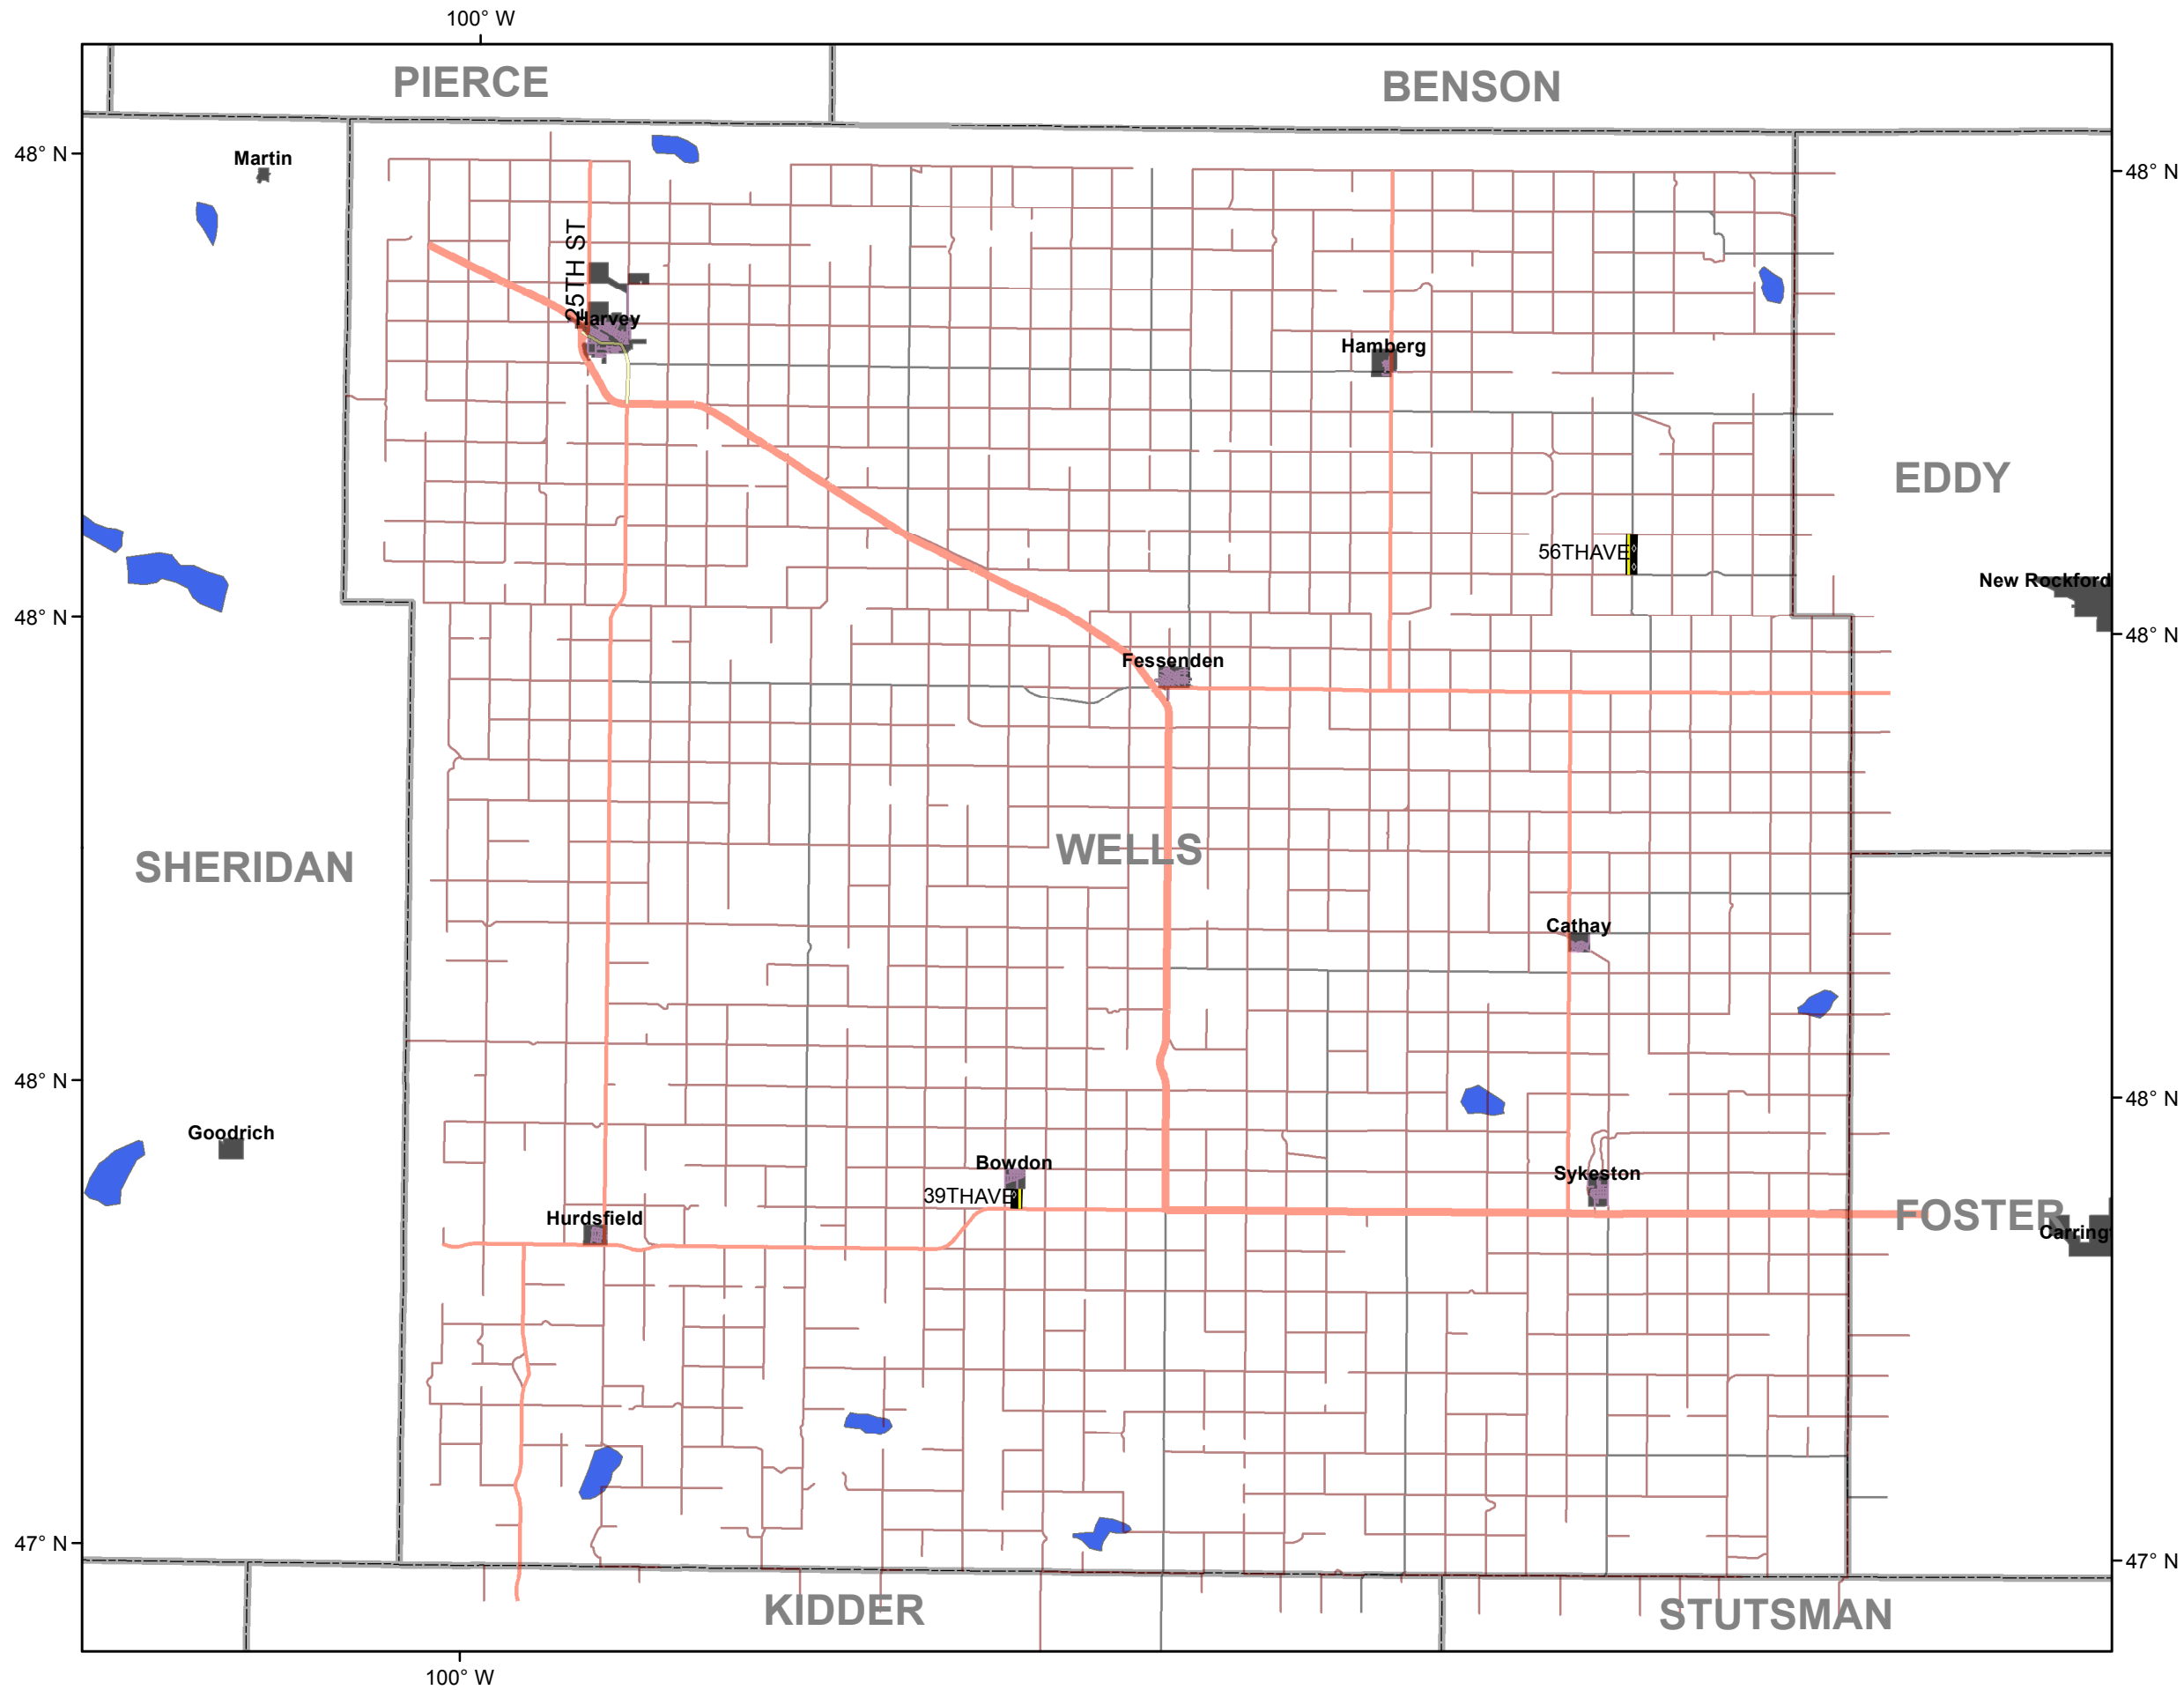 100° W
PIERCE
BENSON
48° N
Martin
48° N
25TH ST
Harvey
Hamberg
EDDY
56THAVE
New Rockford
48° N
48° N
Fessenden
WELLS
SHERIDAN
Cathay
48° N
48° N
Goodrich
Bowdon
Sykeston
39THAVE
Hurdsfield
FOSTER
Carring
47° N
47° N
KIDDER
STUTSMAN
100° W